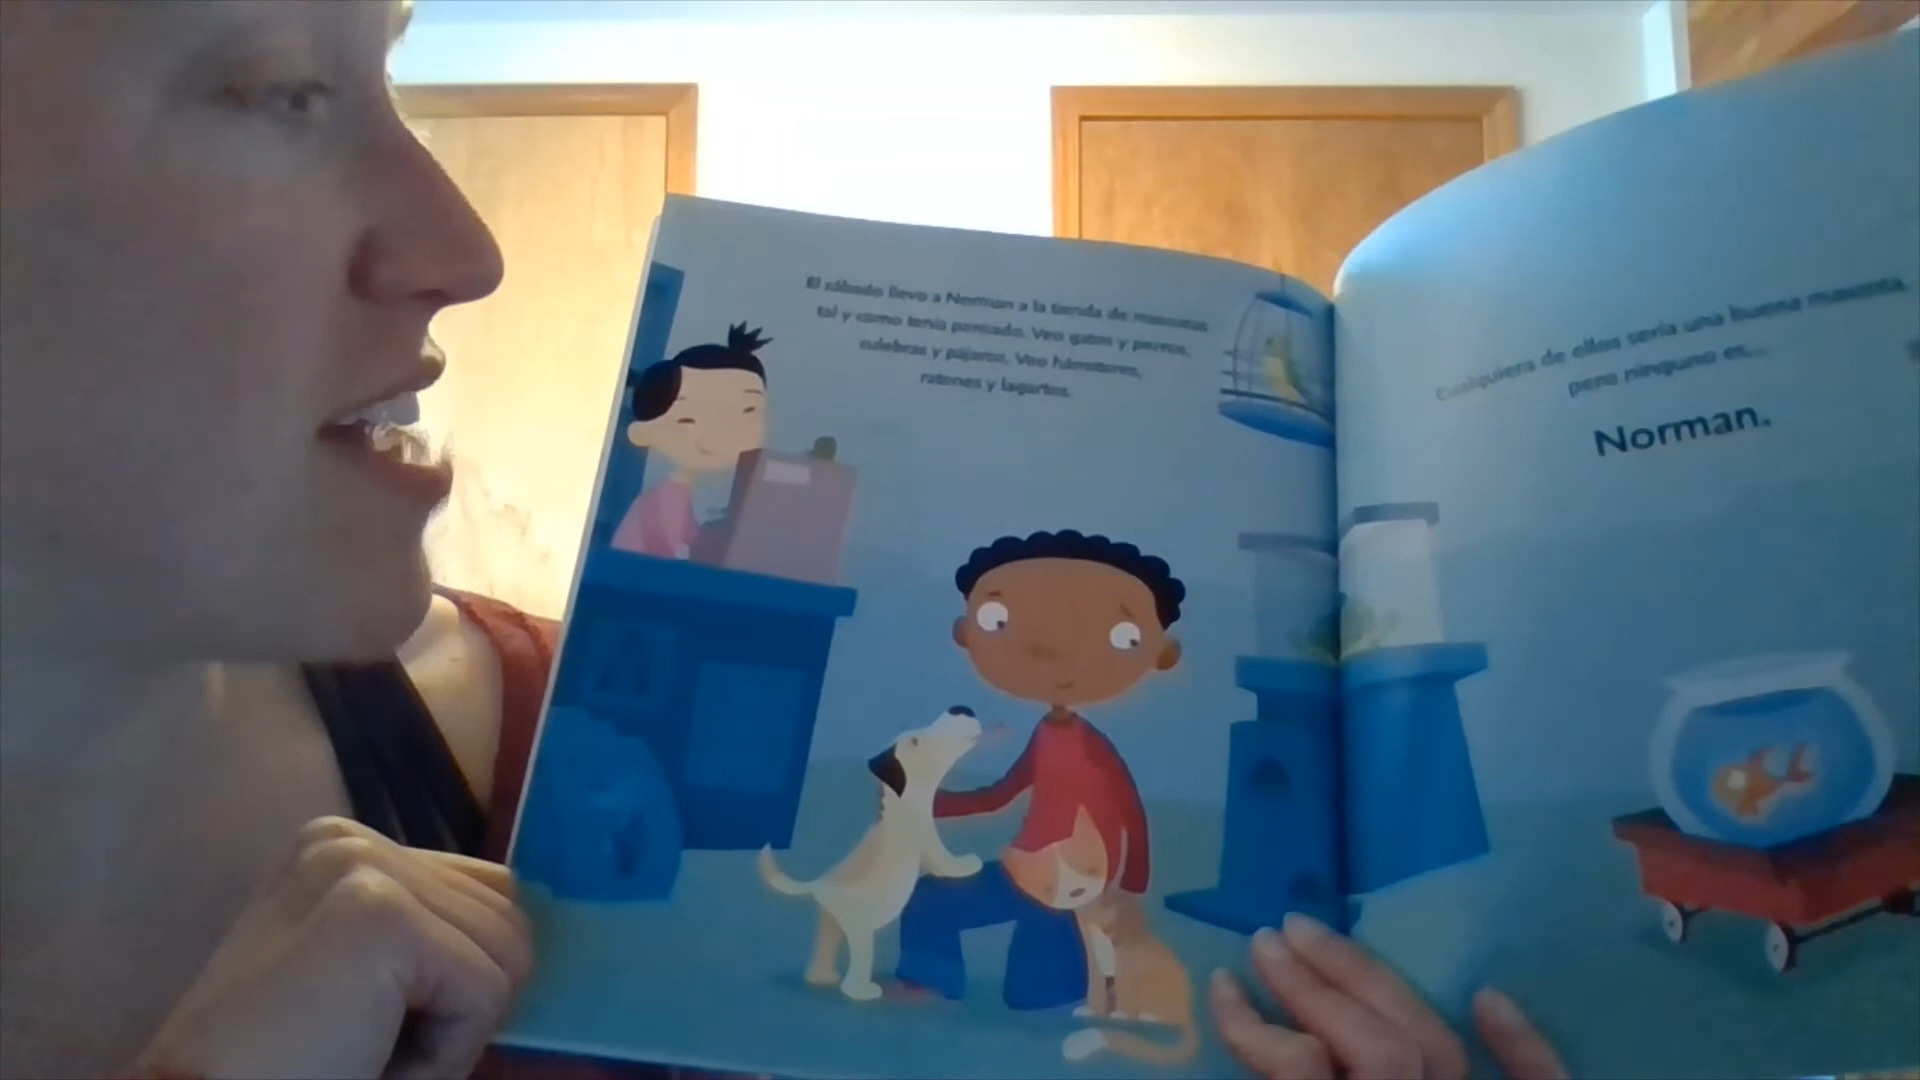 El sábado llevo a Norman a la tienda de mascotas
tal y como tenía pensado. Veo gatos y perros,
culebras y pájaros. Veo hámsteres,
ratones y lagartos.
Cualquiera de ellos sería una buena mascota,
pero ninguno es...
Norman.